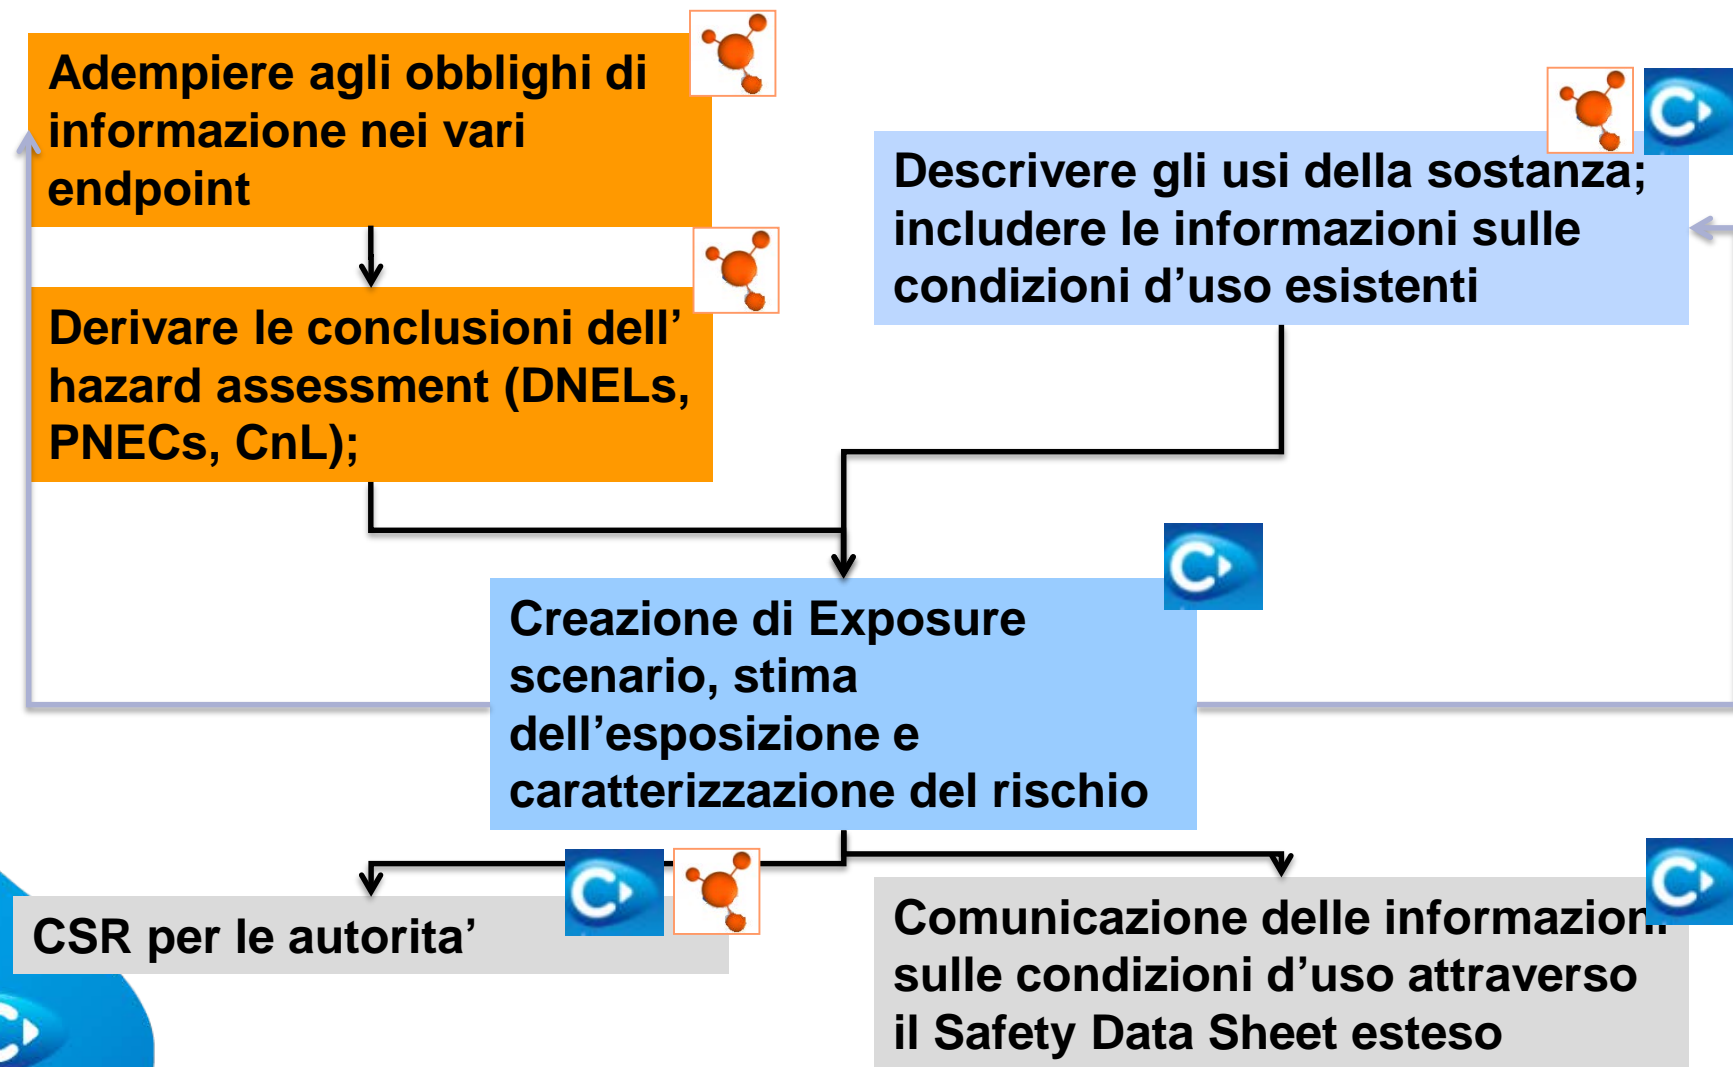 Adempiere agli obblighi di
informazione nei vari
endpoint
Descrivere gli usi della sostanza;
includere le informazioni sulle
condizioni d’uso esistenti
Derivare le conclusioni dell’
hazard assessment (DNELs,
PNECs, CnL);
Creazione di Exposure
scenario, stima
dell’esposizione e
caratterizzazione del rischio
CSR per le autorita’
Comunicazione delle informazioni
sulle condizioni d’uso attraverso
il Safety Data Sheet esteso